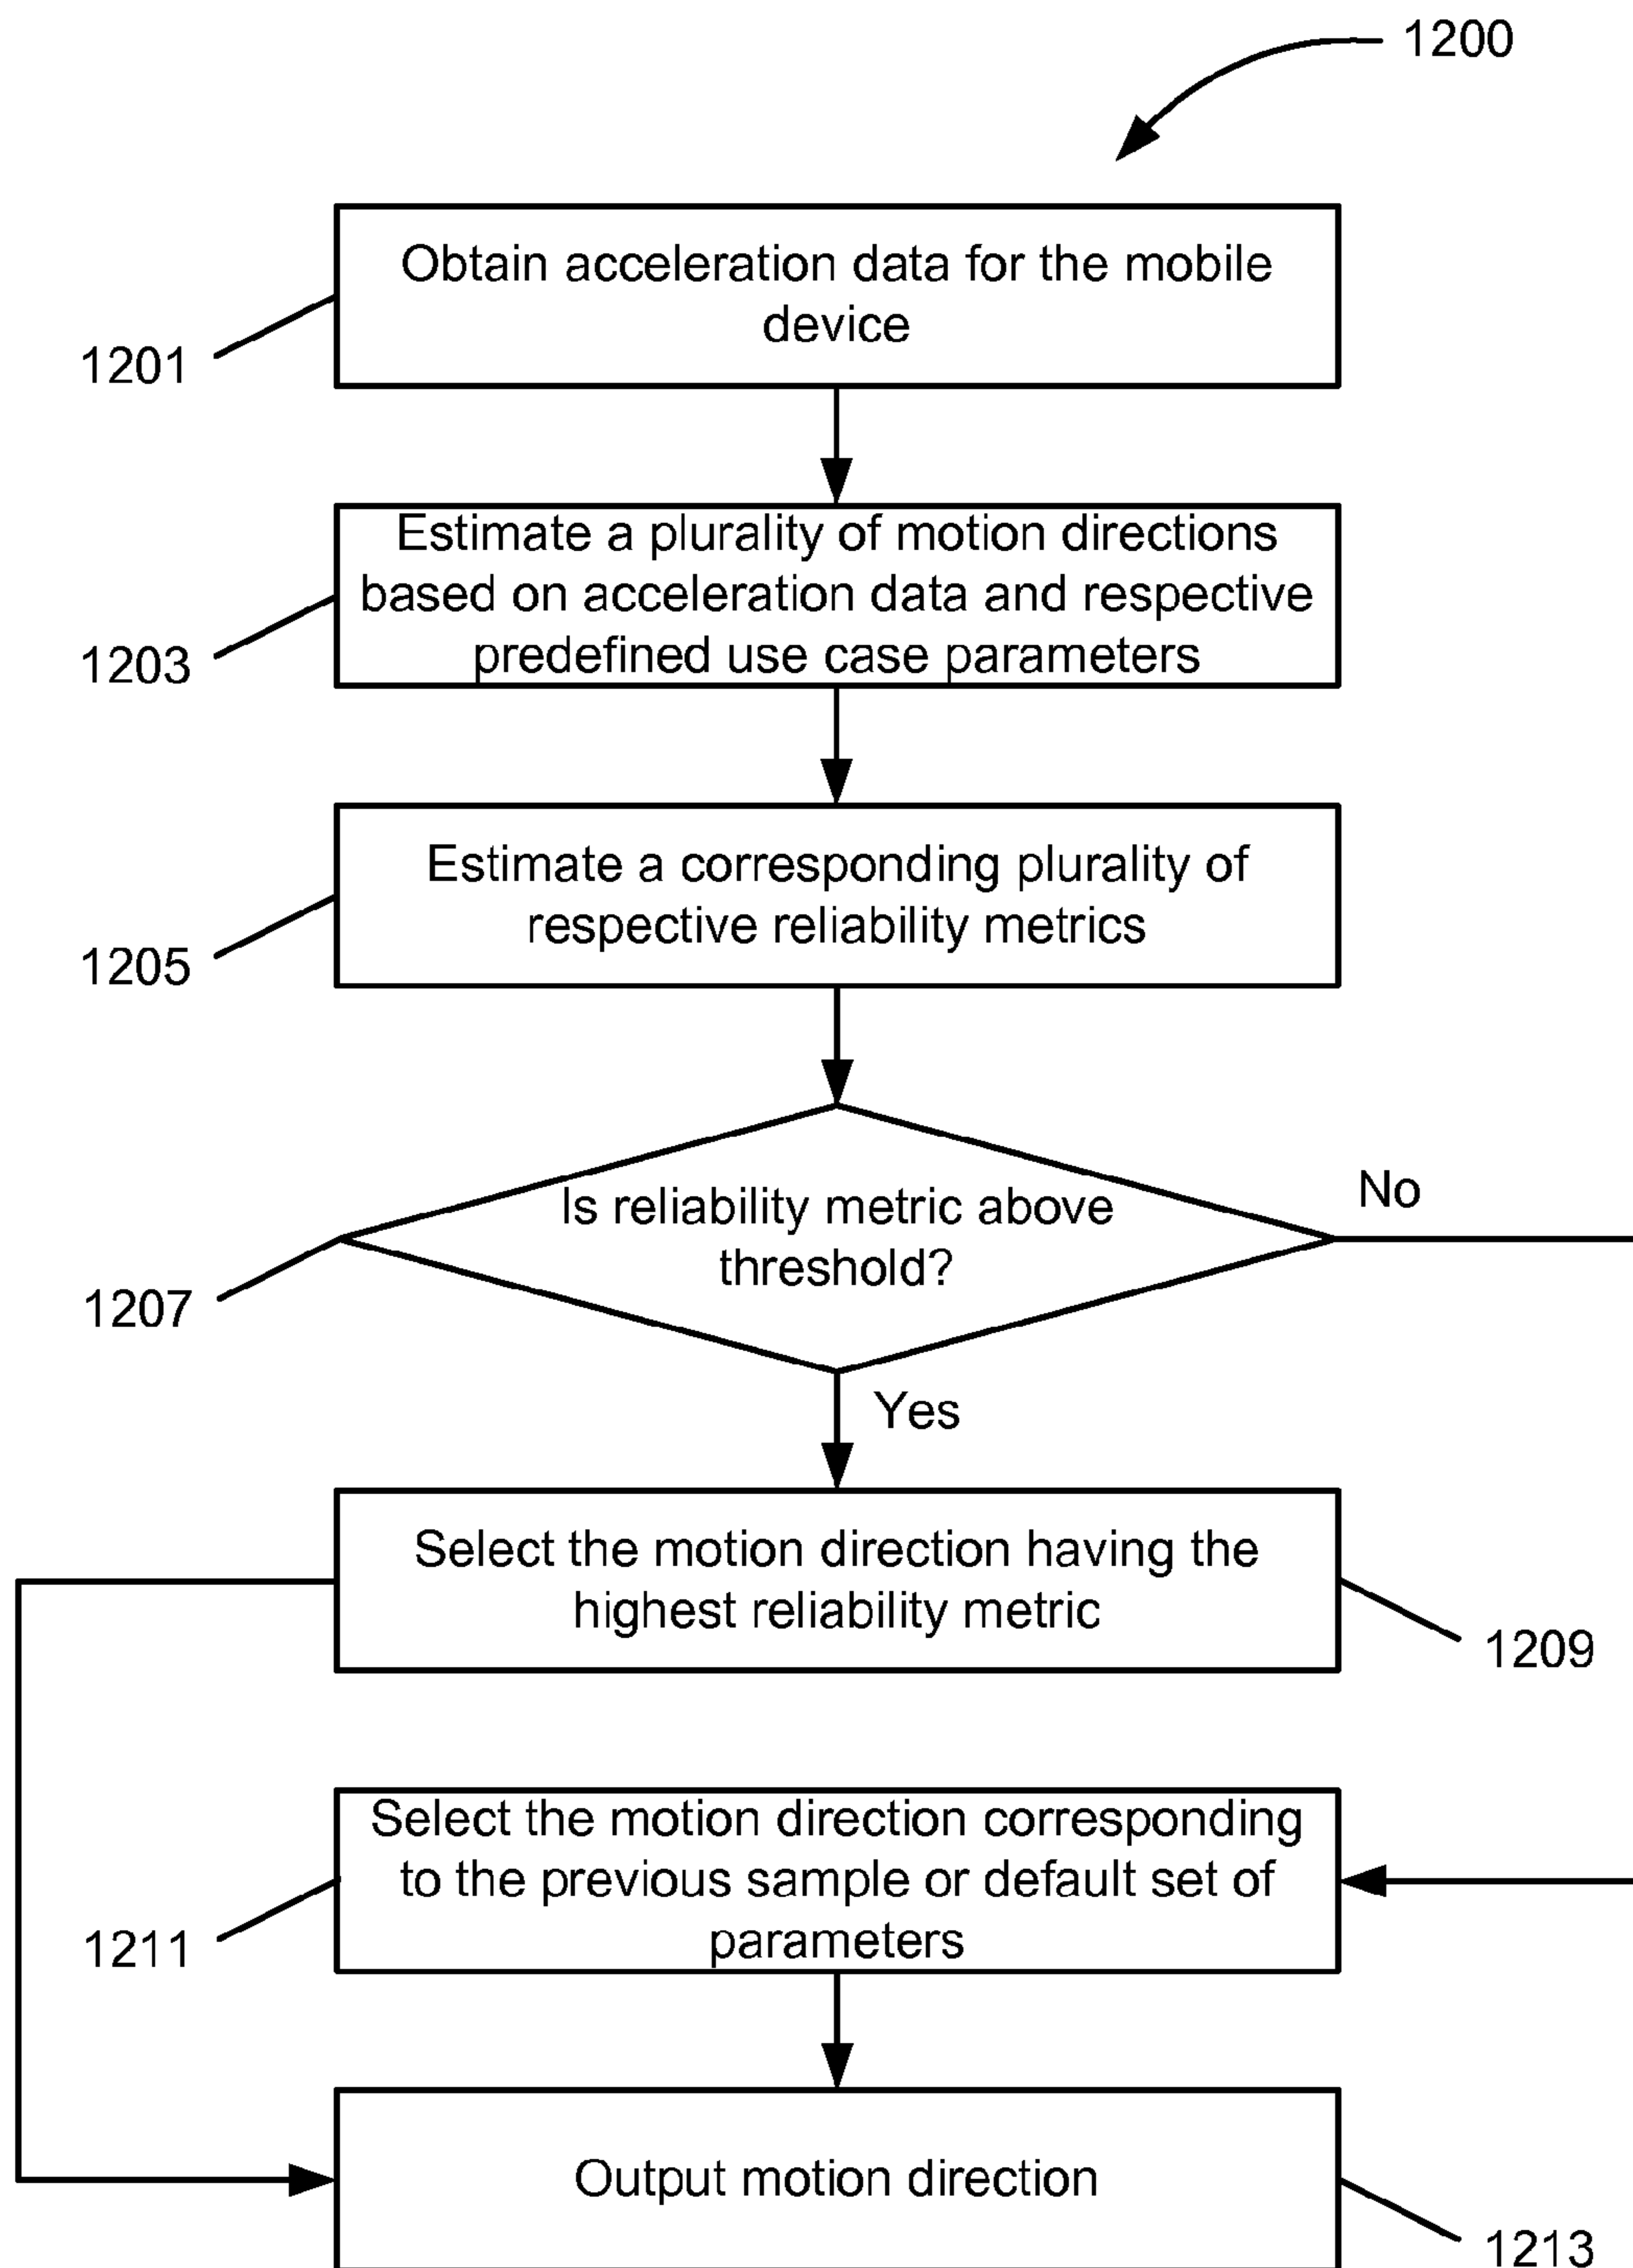 1200
Obtain acceleration data for the mobile
device
1201
Estimate a plurality of motion directions
based on acceleration data and respective
predefined use case parameters
1203
Estimate a corresponding plurality of
respective reliability metrics
1205
Is reliability metric above
threshold?
No
1207
Yes
Select the motion direction having the
highest reliability metric
1209
Select the motion direction corresponding
to the previous sample or default set of
parameters
1211
Output motion direction
1213